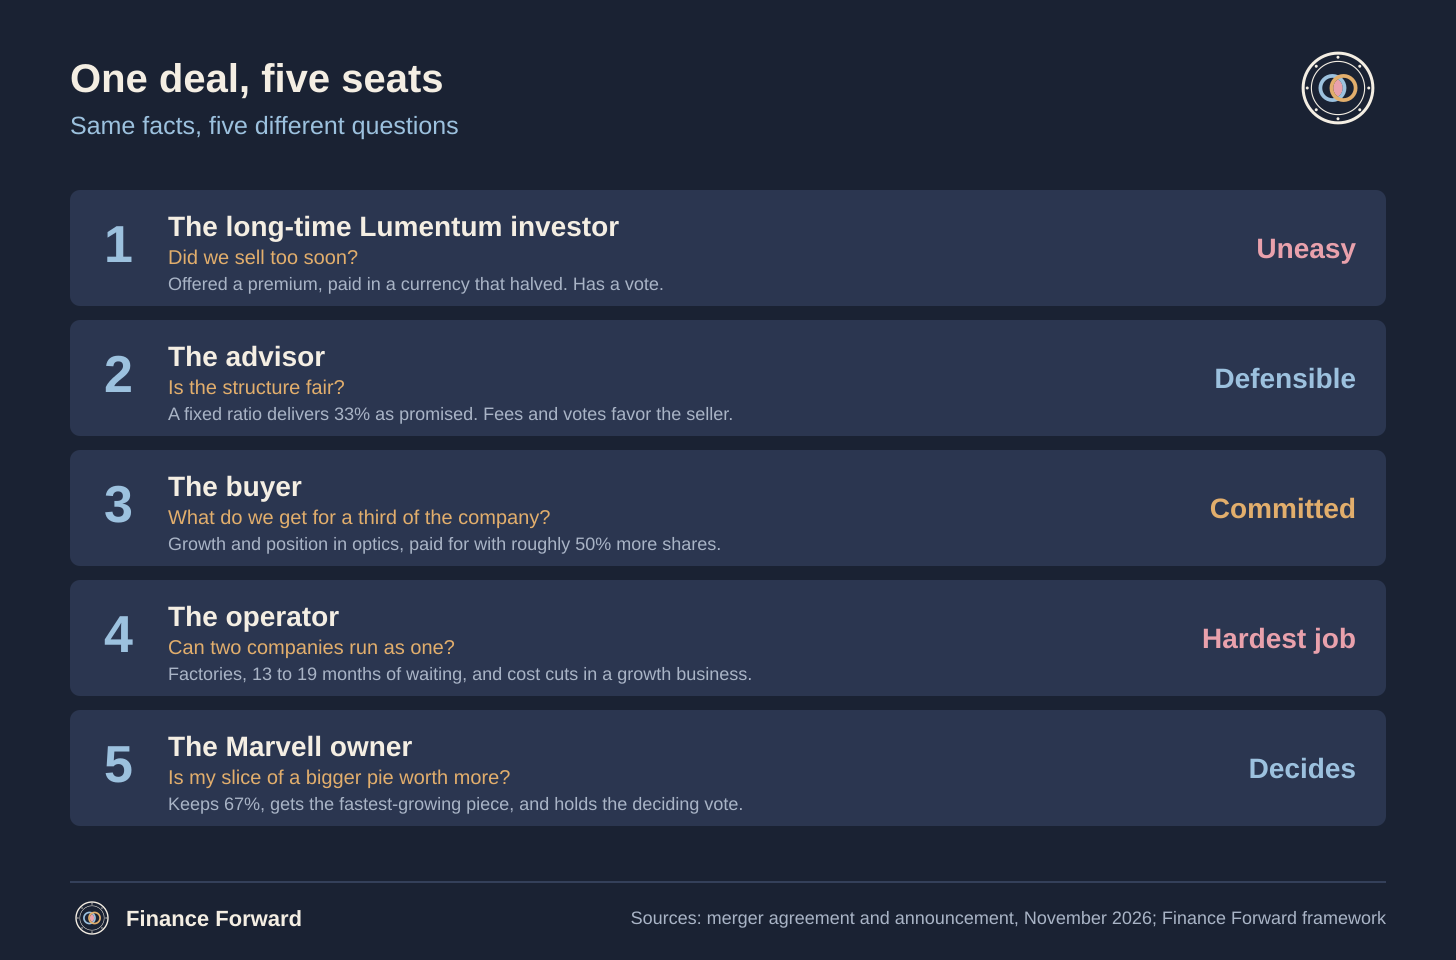 One deal, five seats
Same facts, five different questions
1
The long-time Lumentum investor
Did we sell too soon?
Offered a premium, paid in a currency that halved. Has a vote.
Uneasy
2
The advisor
Is the structure fair?
A fixed ratio delivers 33% as promised. Fees and votes favor the seller.
Defensible
3
The buyer
What do we get for a third of the company?
Growth and position in optics, paid for with roughly 50% more shares.
Committed
4
The operator
Can two companies run as one?
Factories, 13 to 19 months of waiting, and cost cuts in a growth business.
Hardest job
5
The Marvell owner
Is my slice of a bigger pie worth more?
Keeps 67%, gets the fastest-growing piece, and holds the deciding vote.
Decides
Finance Forward
Sources: merger agreement and announcement, November 2026; Finance Forward framework